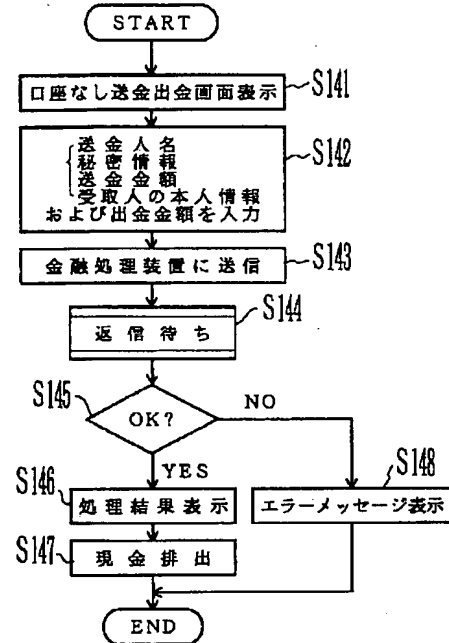 START
口座なし送金出金画面表示
S141
送金人名
秘密情報
送金金額
受取人の本人情報
および出金金額を入力
S142
金融処理装置に送信
S143
返信待ち
S144
S145
OK?
NO
YES
S146
処理結果表示
S148
エラーメッセージ表示
S147
現金排出
END